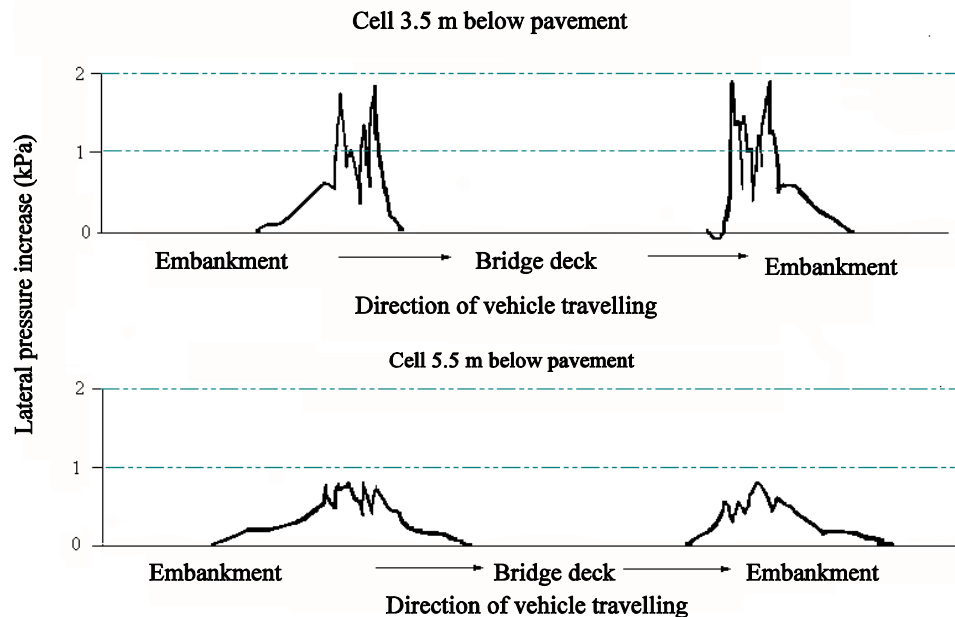 Cell 3.5 m below pavement
Lateral pressure increase (kPa)
2
1
0
Embankment
Bridge deck
Embankment
Direction of vehicle travelling
Cell 5.5 m below pavement
2
1
0
Embankment
Bridge deck
Embankment
Direction of vehicle travelling